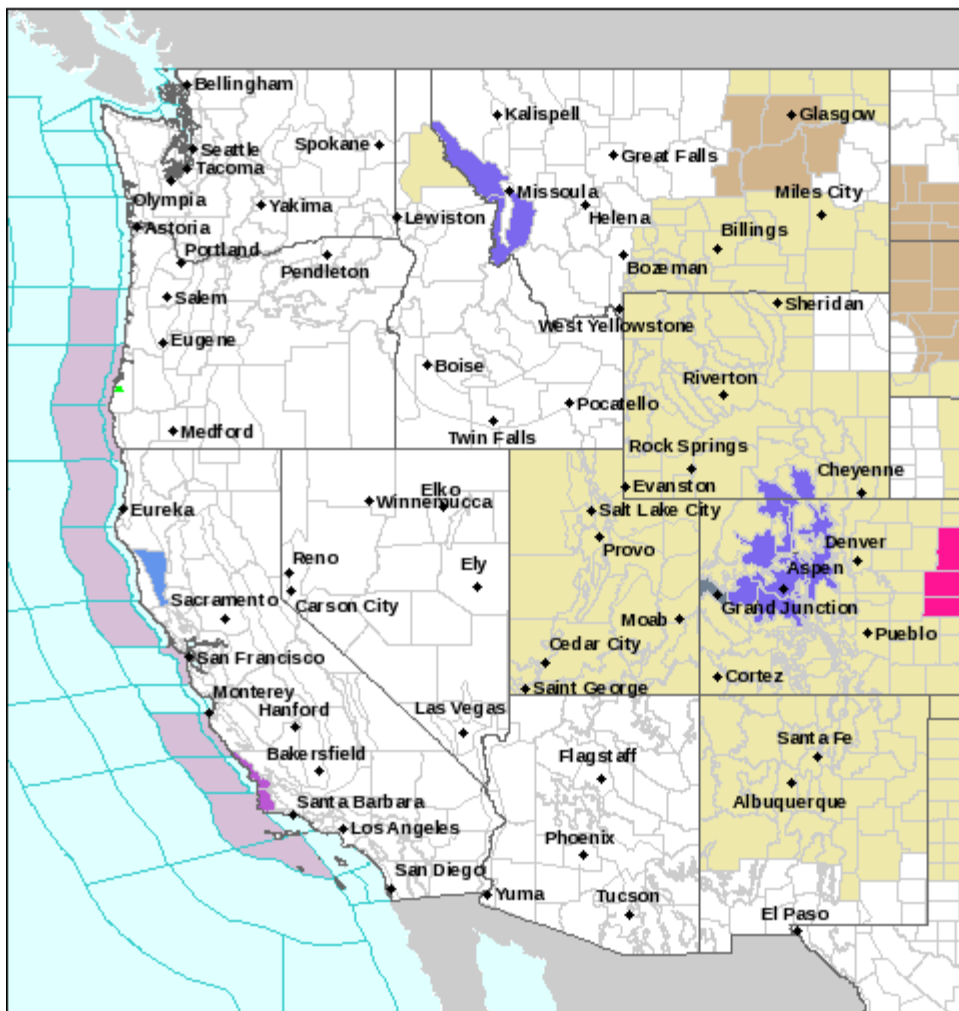 Bellingham
Kalispell
Glasgow
Seattle
Spokane
Great Falls
Tacoma
Missoula
Miles City
Olympia
Yakima
Lewiston
Helena
Astoria
Billings
Portland
Pendleton
Bozeman
Salem
Sheridan
West Yellowstone
Eugene
Boise
Riverton
Pocatello
Medford
Twin Falls
Rock Springs
Cheyenne
Elko
Evanston
Winnemucca
Eureka
Salt Lake City
Denver
Provo
Reno
Ely
Aspen
Sacramento
Carson City
Grand Junction
Moab
Pueblo
Cedar City
San Francisco
Cortez
Saint George
Monterey
Hanford
Las Vegas
Santa Fe
Bakersfield
Flagstaff
Albuquerque
Santa Barbara
Los Angeles
Phoenix
San Diego
Yuma
Tucson
El Paso